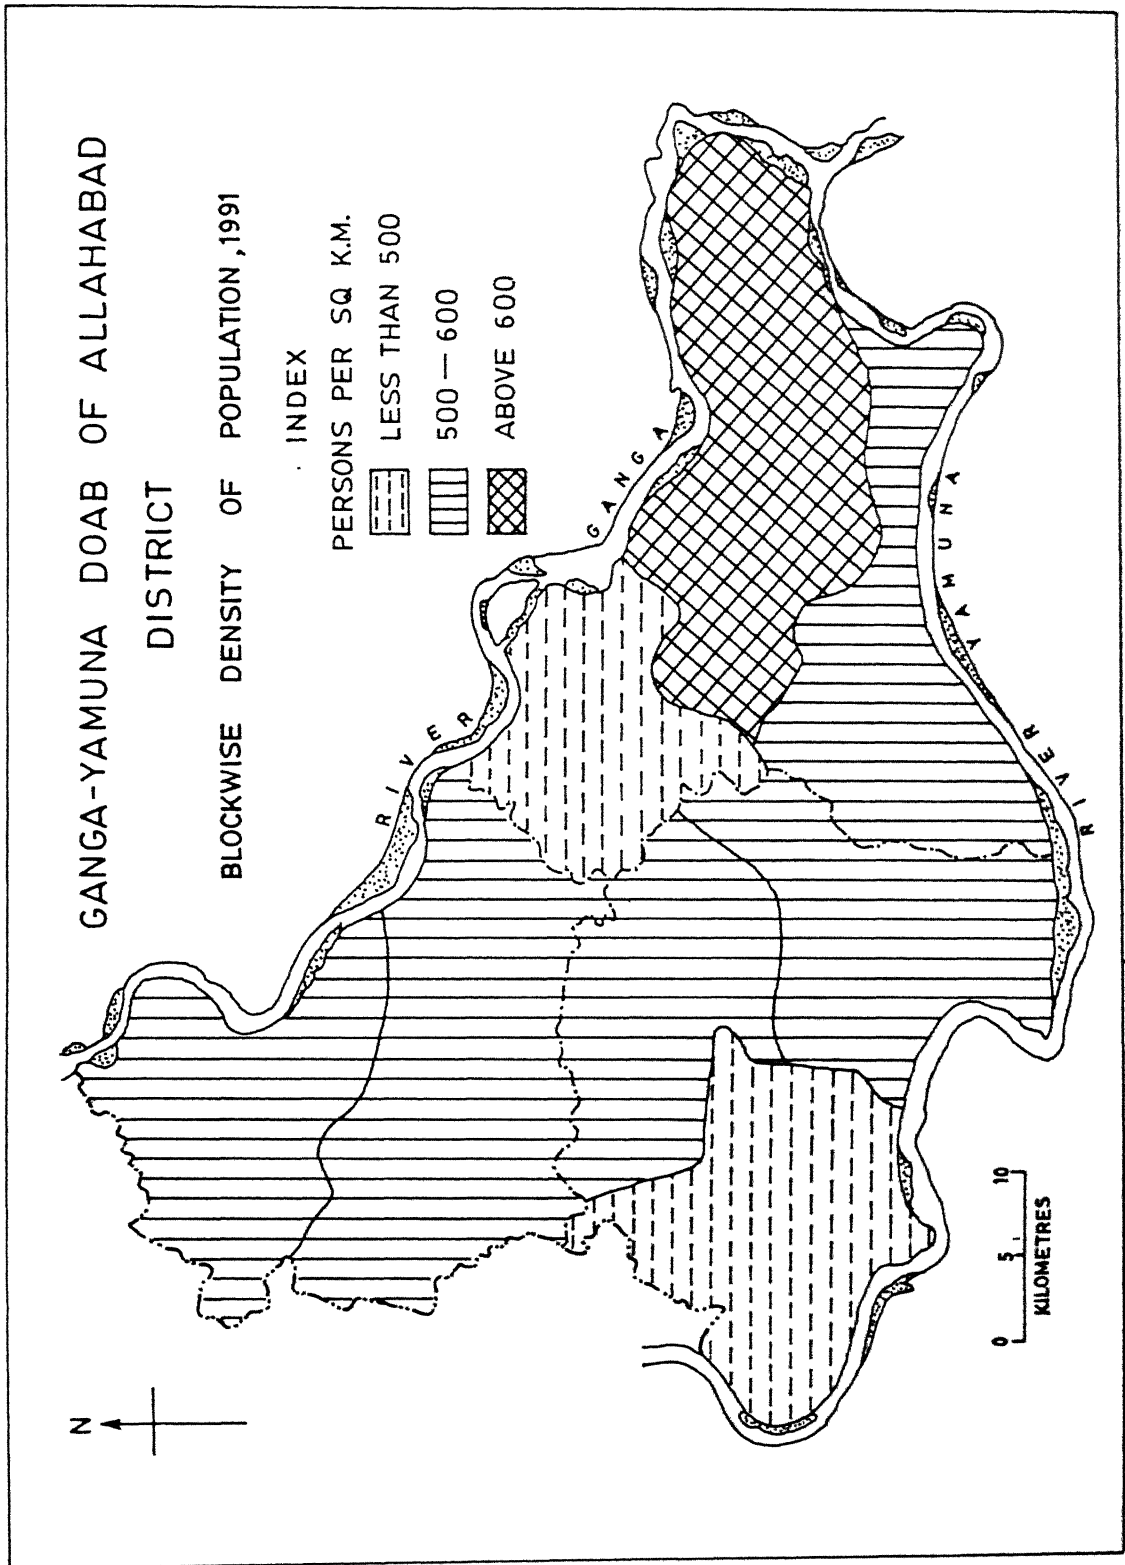 GANGA-YAMUNA DOAB OF ALLAHABAD
DISTRICT
BLOCKWISE DENSITY OF POPULATION, 1991
INDEX
PERSONS PER SQ K.M.
LESS THAN 500
500—600
ABOVE 600
RIVER GANGA
RIVER YAMUNA
N
0 5 10
KILOMETRES